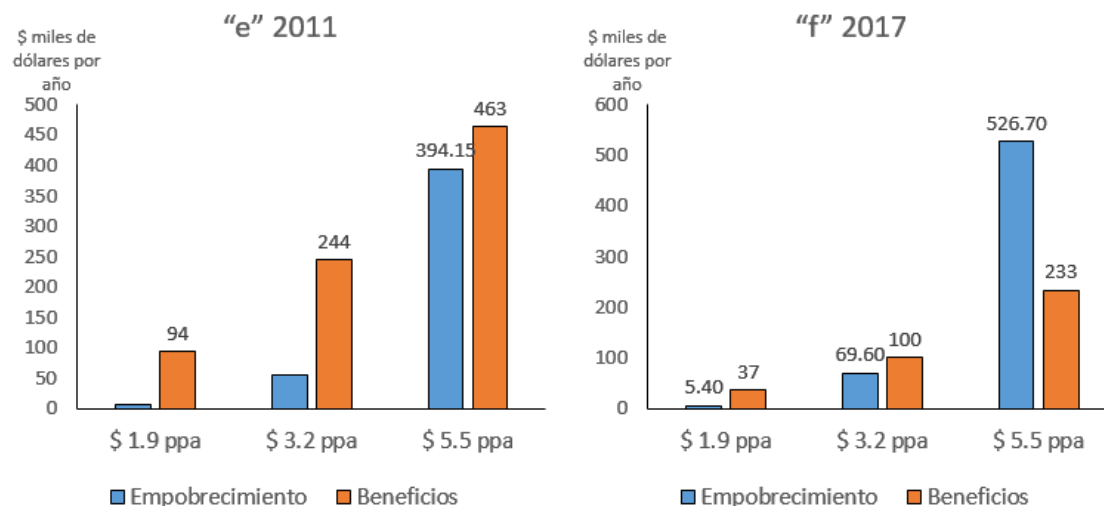 “e” 2011
$ miles de
dólares por
año
500
450
400
350
300
250
200
150
100
50
0
94
244
394.15
463
$ 1.9 ppa
$ 3.2 ppa
$ 5.5 ppa
Empobrecimiento
Beneficios
“f” 2017
$ miles de
dólares por
año
600
500
400
300
200
100
0
5.40
37
69.60
100
526.70
233
$ 1.9 ppa
$ 3.2 ppa
$ 5.5 ppa
Empobrecimiento
Beneficios